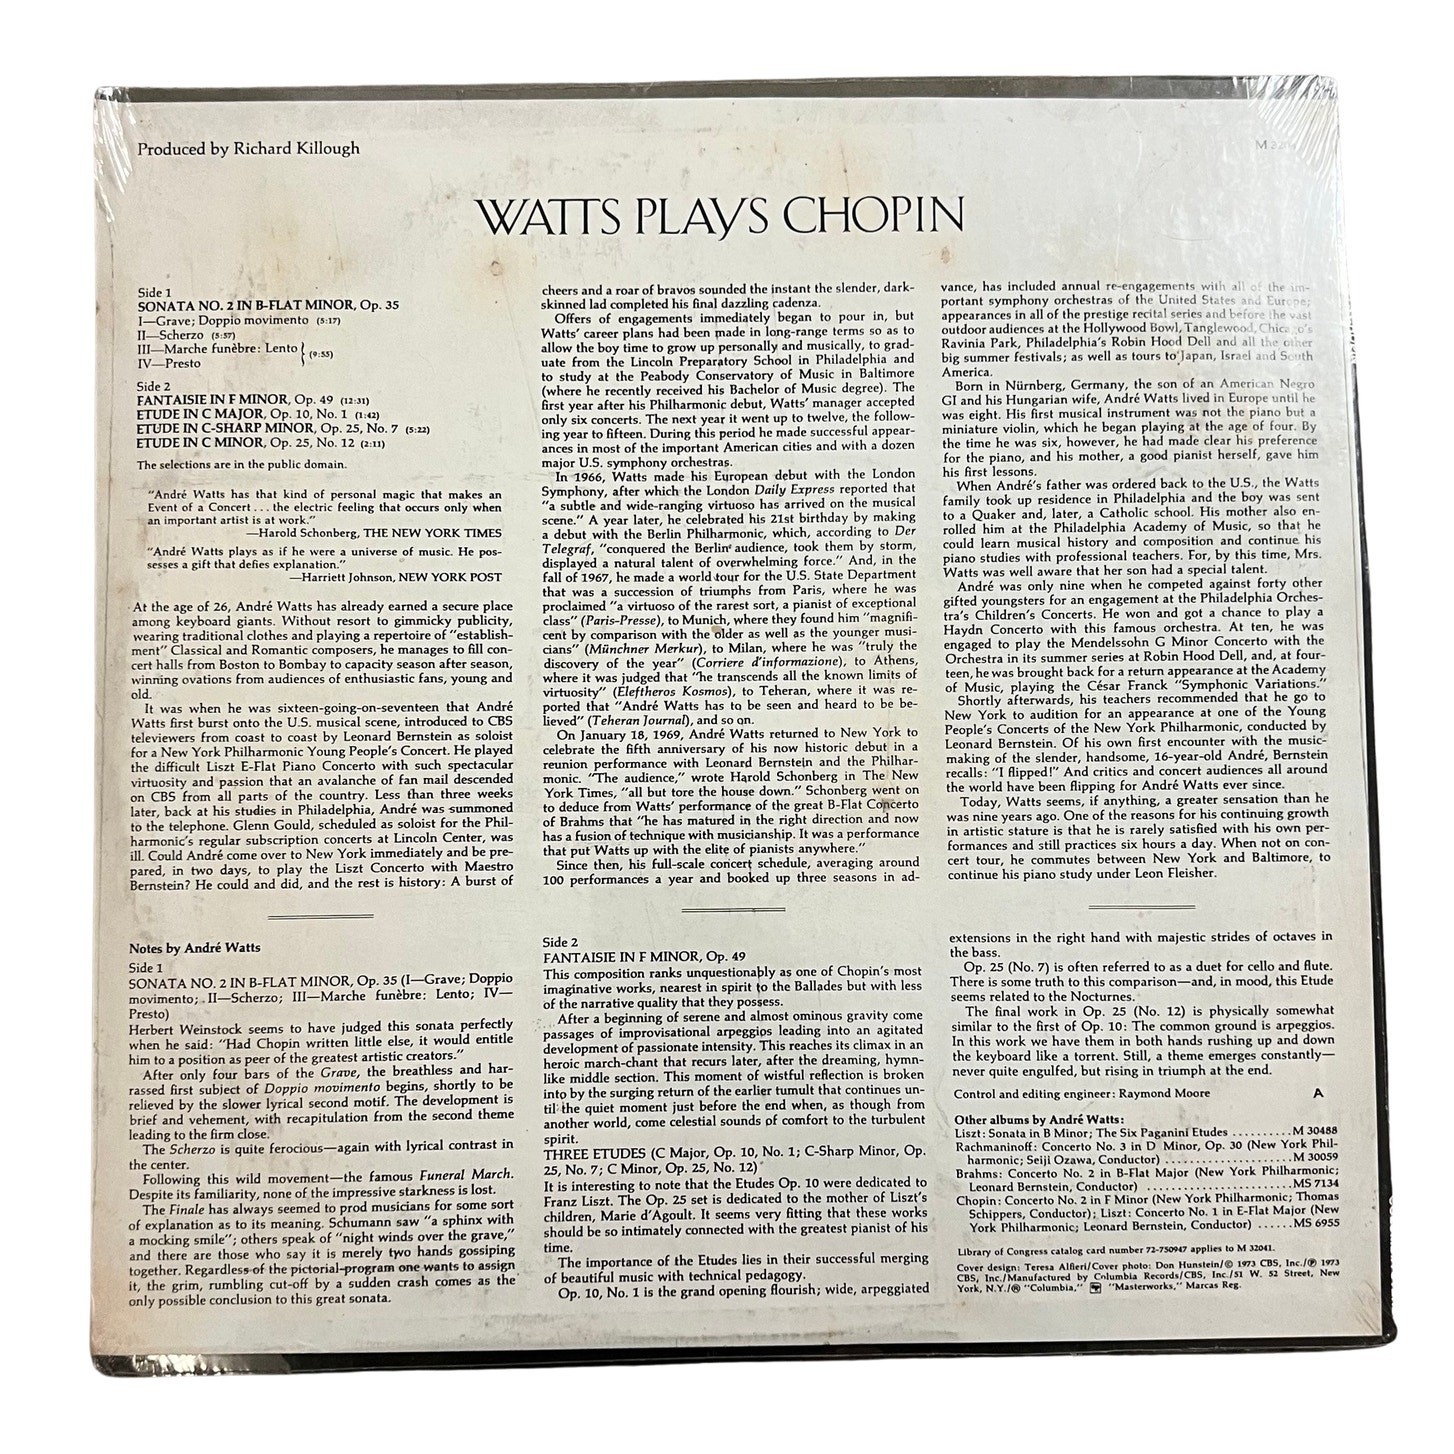 Produced by Richard Killough
WATTS PLAYS CHOPIN
Side 1
SONATA NO. 2 IN B-FLAT MINOR, Op. 35
I—Grave; Doppio movimento (5:17)
II—Scherzo (5:57)
III—Marche funèbre: Lento
IV—Presto
(9:55)
Side 2
FANTAISIE IN F MINOR, Op. 49 (12:31)
ETUDE IN C MAJOR, Op. 10, No. 1 (1:42)
ETUDE IN C-SHARP MINOR, Op. 25, No. 7 (5:22)
ETUDE IN C MINOR, Op. 25, No. 12 (2:11)
The selections are in the public domain.
"André Watts has that kind of personal magic that makes an
Event of a Concert . . . the electric feeling that occurs only when
an important artist is at work."
—Harold Schonberg, THE NEW YORK TIMES
"André Watts plays as if he were a universe of music. He pos-
sesses a gift that defies explanation."
—Harriett Johnson, NEW YORK POST
At the age of 26, André Watts has already earned a secure place
among keyboard giants. Without resort to gimmicky publicity,
wearing traditional clothes and playing a repertoire of "establish-
ment" Classical and Romantic composers, he manages to fill con-
cert halls from Boston to Bombay to capacity season after season,
winning ovations from audiences of enthusiastic fans, young and
old.
It was when he was sixteen-going-on-seventeen that André
Watts first burst onto the U.S. musical scene, introduced to CBS
televiewers from coast to coast by Leonard Bernstein as soloist
for a New York Philharmonic Young People's Concert. He played
the difficult Liszt E-Flat Piano Concerto with such spectacular
virtuosity and passion that an avalanche of fan mail descended
on CBS from all parts of the country. Less than three weeks
later, back at his studies in Philadelphia, André was summoned
to the telephone. Glenn Gould, scheduled as soloist for the Phil-
harmonic's regular subscription concerts at Lincoln Center, was
ill. Could André come over to New York immediately and be pre-
pared, in two days, to play the Liszt Concerto with Maestro
Bernstein? He could and did, and the rest is history: A burst of
cheers and a roar of bravos sounded the instant the slender, dark-
skinned lad completed his final dazzling cadenza.
Offers of engagements immediately began to pour in, but
Watts' career plans had been made in long-range terms so as to
allow the boy time to grow up personally and musically, to grad-
uate from the Lincoln Preparatory School in Philadelphia and
to study at the Peabody Conservatory of Music in Baltimore
(where he recently received his Bachelor of Music degree). The
first year after his Philharmonic debut, Watts' manager accepted
only six concerts. The next year it went up to twelve, the follow-
ing year to fifteen. During this period he made successful appear-
ances in most of the important American cities and with a dozen
major U.S. symphony orchestras.
In 1966, Watts made his European debut with the London
Symphony, after which the London Daily Express reported that
"a subtle and wide-ranging virtuoso has arrived on the musical
scene." A year later, he celebrated his 21st birthday by making
a debut with the Berlin Philharmonic, which, according to Der
Telegraf, "conquered the Berlin audience, took them by storm,
displayed a natural talent of overwhelming force." And, in the
fall of 1967, he made a world tour for the U.S. State Department
that was a succession of triumphs from Paris, where he was
proclaimed "a virtuoso of the rarest sort, a pianist of exceptional
class" (Paris-Presse), to Munich, where they found him "magnifi-
cent by comparison with the older as well as the younger musi-
cians" (Münchner Merkur), to Milan, where he was "truly the
discovery of the year" (Corriere d'informazione), to Athens,
where it was judged that "he transcends all the known limits of
virtuosity" (Eleftheros Kosmos), to Teheran, where it was re-
ported that "André Watts has to be seen and heard to be be-
lieved" (Teheran Journal), and so on.
On January 18, 1969, André Watts returned to New York to
celebrate the fifth anniversary of his now historic debut in a
reunion performance with Leonard Bernstein and the Philhar-
monic. "The audience," wrote Harold Schonberg in The New
York Times, "all but tore the house down." Schonberg went on
to deduce from Watts' performance of the great B-Flat Concerto
of Brahms that "he has matured in the right direction and now
has a fusion of technique with musicianship. It was a performance
that put Watts up with the elite of pianists anywhere."
Since then, his full-scale concert schedule, averaging around
100 performances a year and booked up three seasons in ad-
vance, has included annual re-engagements with all of the im-
portant symphony orchestras of the United States and Europe;
appearances in all of the prestige recital series and before the vast
outdoor audiences at the Hollywood Bowl, Tanglewood, Chicago's
Ravinia Park, Philadelphia's Robin Hood Dell and all the other
big summer festivals; as well as tours to Japan, Israel and South
America.
Born in Nürnberg, Germany, the son of an American Negro
GI and his Hungarian wife, André Watts lived in Europe until he
was eight. His first musical instrument was not the piano but a
miniature violin, which he began playing at the age of four. By
the time he was six, however, he had made clear his preference
for the piano, and his mother, a good pianist herself, gave him
his first lessons.
When André's father was ordered back to the U.S., the Watts
family took up residence in Philadelphia and the boy was sent
to a Quaker and, later, a Catholic school. His mother also en-
rolled him at the Philadelphia Academy of Music, so that he
could learn musical history and composition and continue his
piano studies with professional teachers. For, by this time, Mrs.
Watts was well aware that her son had a special talent.
André was only nine when he competed against forty other
gifted youngsters for an engagement at the Philadelphia Orches-
tra's Children's Concerts. He won and got a chance to play a
Haydn Concerto with this famous orchestra. At ten, he was
engaged to play the Mendelssohn G Minor Concerto with the
Orchestra in its summer series at Robin Hood Dell, and, at four-
teen, he was brought back for a return appearance at the Academy
of Music, playing the César Franck "Symphonic Variations."
Shortly afterwards, his teachers recommended that he go to
New York to audition for an appearance at one of the Young
People's Concerts of the New York Philharmonic, conducted by
Leonard Bernstein. Of his own first encounter with the music-
making of the slender, handsome, 16-year-old André, Bernstein
recalls: "I flipped!" And critics and concert audiences all around
the world have been flipping for André Watts ever since.
Today, Watts seems, if anything, a greater sensation than he
was nine years ago. One of the reasons for his continuing growth
in artistic stature is that he is rarely satisfied with his own per-
formances and still practices six hours a day. When not on con-
cert tour, he commutes between New York and Baltimore, to
continue his piano study under Leon Fleisher.
Notes by André Watts
Side 1
SONATA NO. 2 IN B-FLAT MINOR, Op. 35 (I—Grave; Doppio
movimento; II—Scherzo; III—Marche funèbre: Lento; IV—
Presto)
Herbert Weinstock seems to have judged this sonata perfectly
when he said: "Had Chopin written little else, it would entitle
him to a position as peer of the greatest artistic creators."
After only four bars of the Grave, the breathless and har-
rassed first subject of Doppio movimento begins, shortly to be
relieved by the slower lyrical second motif. The development is
brief and vehement, with recapitulation from the second theme
leading to the firm close.
The Scherzo is quite ferocious—again with lyrical contrast in
the center.
Following this wild movement—the famous Funeral March.
Despite its familiarity, none of the impressive starkness is lost.
The Finale has always seemed to prod musicians for some sort
of explanation as to its meaning. Schumann saw "a sphinx with
a mocking smile"; others speak of "night winds over the grave,"
and there are those who say it is merely two hands gossiping
together. Regardless of the pictorial-program one wants to assign
it, the grim, rumbling cut-off by a sudden crash comes as the
only possible conclusion to this great sonata.
Side 2
FANTAISIE IN F MINOR, Op. 49
This composition ranks unquestionably as one of Chopin's most
imaginative works, nearest in spirit to the Ballades but with less
of the narrative quality that they possess.
After a beginning of serene and almost ominous gravity come
passages of improvisational arpeggios leading into an agitated
development of passionate intensity. This reaches its climax in an
heroic march-chant that recurs later, after the dreaming, hymn-
like middle section. This moment of wistful reflection is broken
into by the surging return of the earlier tumult that continues un-
til the quiet moment just before the end when, as though from
another world, come celestial sounds of comfort to the turbulent
spirit.
THREE ETUDES (C Major, Op. 10, No. 1; C-Sharp Minor, Op.
25, No. 7; C Minor, Op. 25, No. 12)
It is interesting to note that the Etudes Op. 10 were dedicated to
Franz Liszt. The Op. 25 set is dedicated to the mother of Liszt's
children, Marie d'Agoult. It seems very fitting that these works
should be so intimately connected with the greatest pianist of his
time.
The importance of the Etudes lies in their successful merging
of beautiful music with technical pedagogy.
Op. 10, No. 1 is the grand opening flourish; wide, arpeggiated
extensions in the right hand with majestic strides of octaves in
the bass.
Op. 25 (No. 7) is often referred to as a duet for cello and flute.
There is some truth to this comparison—and, in mood, this Etude
seems related to the Nocturnes.
The final work in Op. 25 (No. 12) is physically somewhat
similar to the first of Op. 10: The common ground is arpeggios.
In this work we have them in both hands rushing up and down
the keyboard like a torrent. Still, a theme emerges constantly—
never quite engulfed, but rising in triumph at the end.
Control and editing engineer: Raymond Moore A
Other albums by André Watts:
Liszt: Sonata in B Minor; The Six Paganini Etudes ..........M 30488
Rachmaninoff: Concerto No. 3 in D Minor, Op. 30 (New York Phil-
harmonic; Seiji Ozawa, Conductor) ....................M 30059
Brahms: Concerto No. 2 in B-Flat Major (New York Philharmonic;
Leonard Bernstein, Conductor) ......................MS 7134
Chopin: Concerto No. 2 in F Minor (New York Philharmonic; Thomas
Schippers, Conductor); Liszt: Concerto No. 1 in E-Flat Major (New
York Philharmonic; Leonard Bernstein, Conductor) ......MS 6955
Library of Congress catalog card number 72-750947 applies to M 32041.
Cover design: Teresa Alfieri/Cover photo: Don Hunstein/© 1973 CBS, Inc./℗ 1973
CBS, Inc./Manufactured by Columbia Records/CBS, Inc./51 W. 52 Street, New
York, N.Y./® "Columbia," "Masterworks," Marcas Reg.